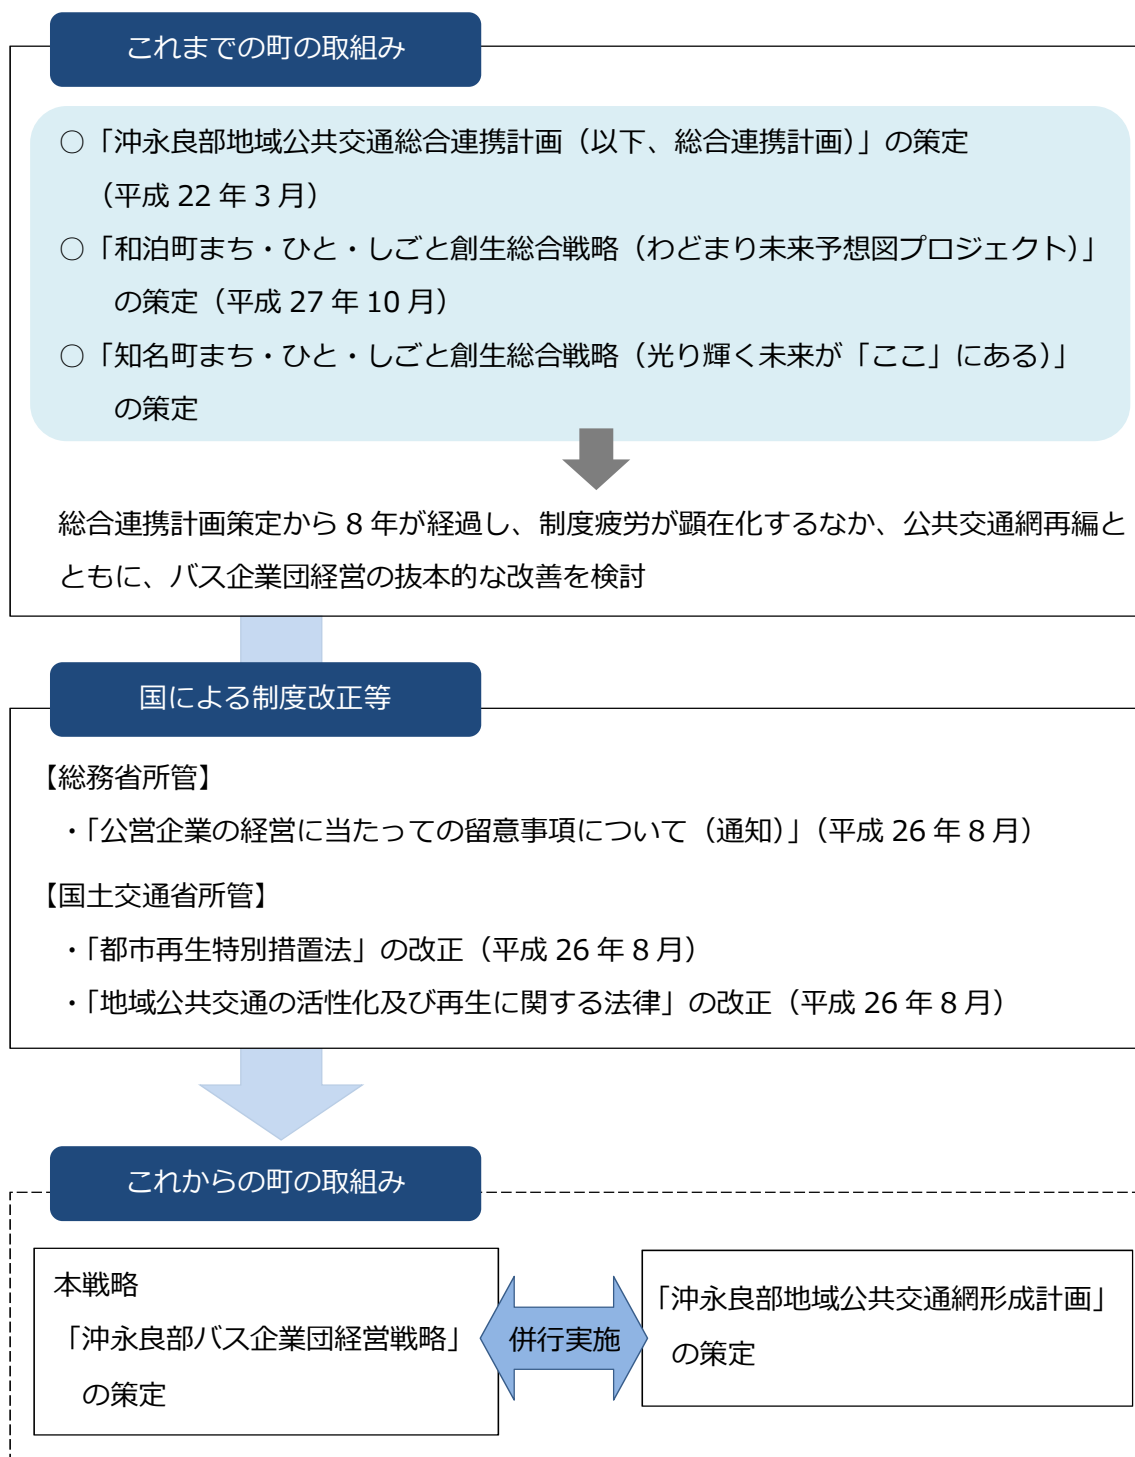 これまでの町の取組み
○「沖永良部地域公共交通総合連携計画（以下、総合連携計画）」の策定
（平成 22 年 3 月）
○「和泊町まち・ひと・しごと創生総合戦略（わどまり未来予想図プロジェクト）」
の策定（平成 27 年 10 月）
○「知名町まち・ひと・しごと創生総合戦略（光り輝く未来が「ここ」にある）」
の策定
総合連携計画策定から 8 年が経過し、制度疲労が顕在化するなか、公共交通網再編と
ともに、バス企業団経営の抜本的な改善を検討
国による制度改正等
【総務省所管】
・「公営企業の経営に当たっての留意事項について（通知）」（平成 26 年 8 月）
【国土交通省所管】
・「都市再生特別措置法」の改正（平成 26 年 8 月）
・「地域公共交通の活性化及び再生に関する法律」の改正（平成 26 年 8 月）
これからの町の取組み
本戦略
「沖永良部バス企業団経営戦略」
の策定
併行実施
「沖永良部地域公共交通網形成計画」
の策定